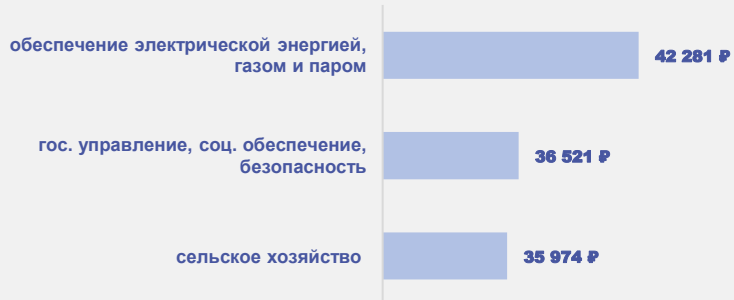 обеспечение электрической энергией,
газом и паром
42 281 ₽
гос. управление, соц. обеспечение,
безопасность
36 521 ₽
сельское хозяйство
35 974 ₽